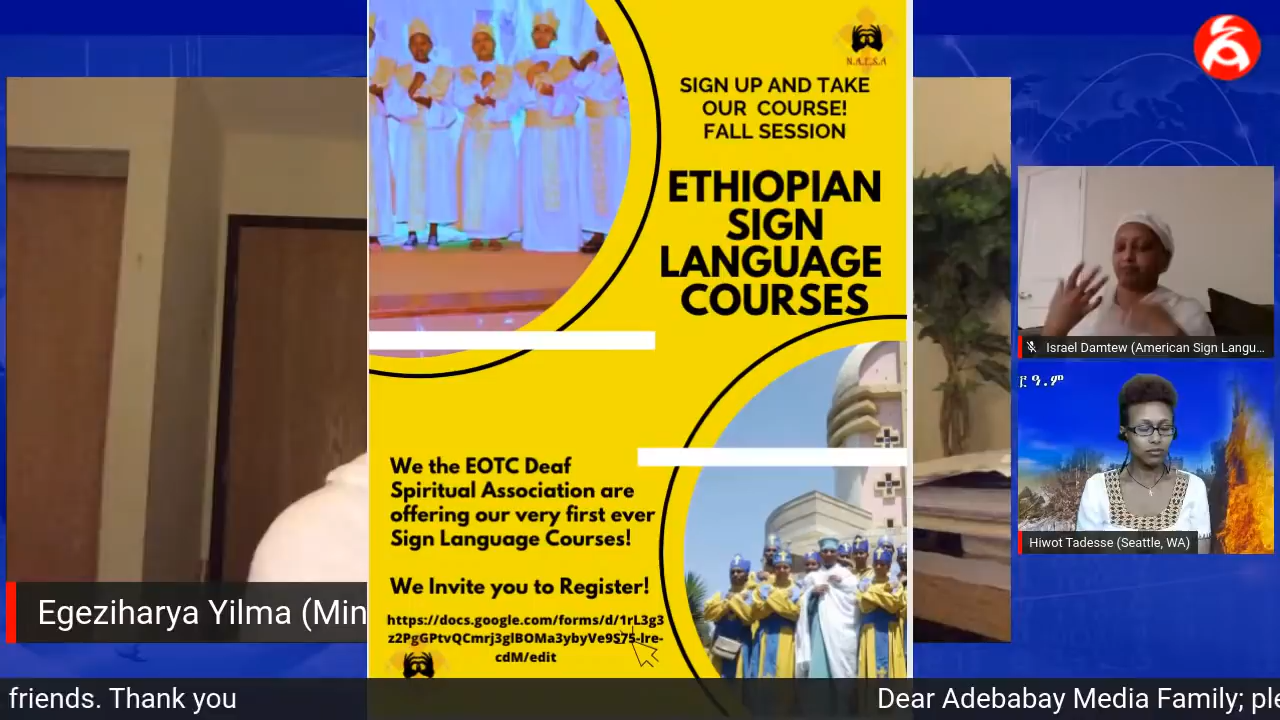 N.A.E.S.A
SIGN UP AND TAKE
OUR COURSE!
FALL SESSION
ETHIOPIAN
SIGN
LANGUAGE
COURSES
We the EOTC Deaf
Spiritual Association are
offering our very first ever
Sign Language Courses!
We Invite you to Register!
https://docs.google.com/forms/d/1rL3g3
z2PgGPtvQCmrj3glBOMa3ybyVe9S75-lre-
cdM/edit
Egeziharya Yilma (Min
Israel Damtew (American Sign Langu...
ዓ.ም
Hiwot Tadesse (Seattle, WA)
friends. Thank you
Dear Adebabay Media Family; ple